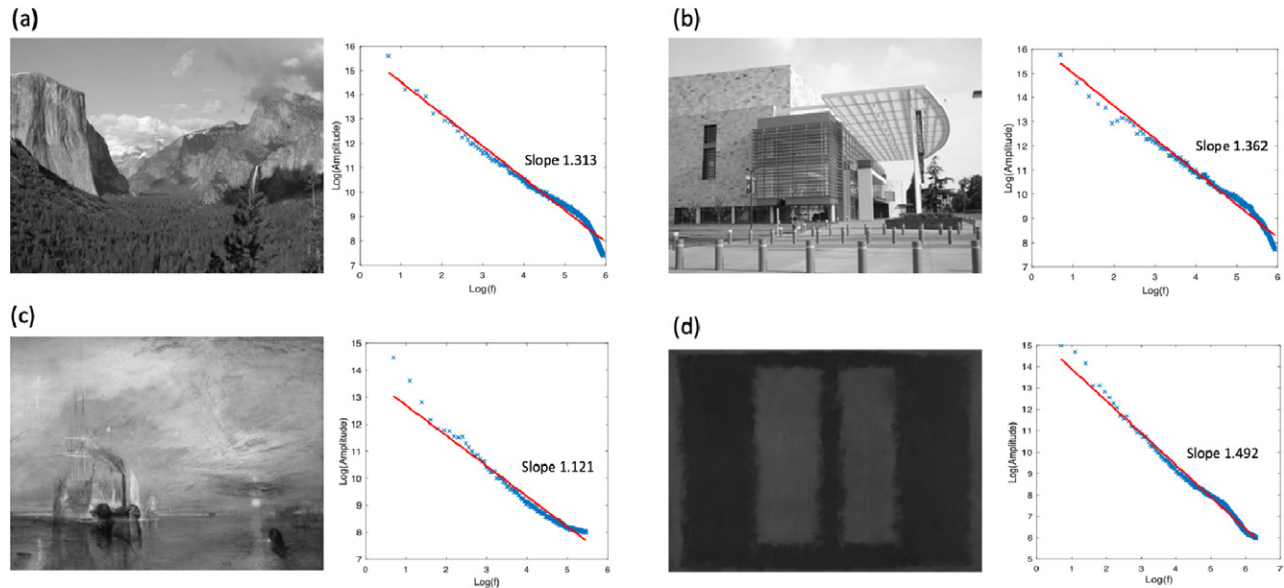 (a)
16
15
14
13
12
11
10
9
8
7
Log(Amplitude)
Slope 1.313
0 1 2 3 4 5 6
Log(f)
(b)
16
15
14
13
12
11
10
9
8
7
Log(Amplitude)
Slope 1.362
0 1 2 3 4 5 6
Log(f)
(c)
15
14
13
12
11
10
9
8
7
Log(Amplitude)
Slope 1.121
0 1 2 3 4 5 6
Log(f)
(d)
15
14
13
12
11
10
9
8
7
6
5
Log(Amplitude)
Slope 1.492
0 1 2 3 4 5 6 7
Log(f)